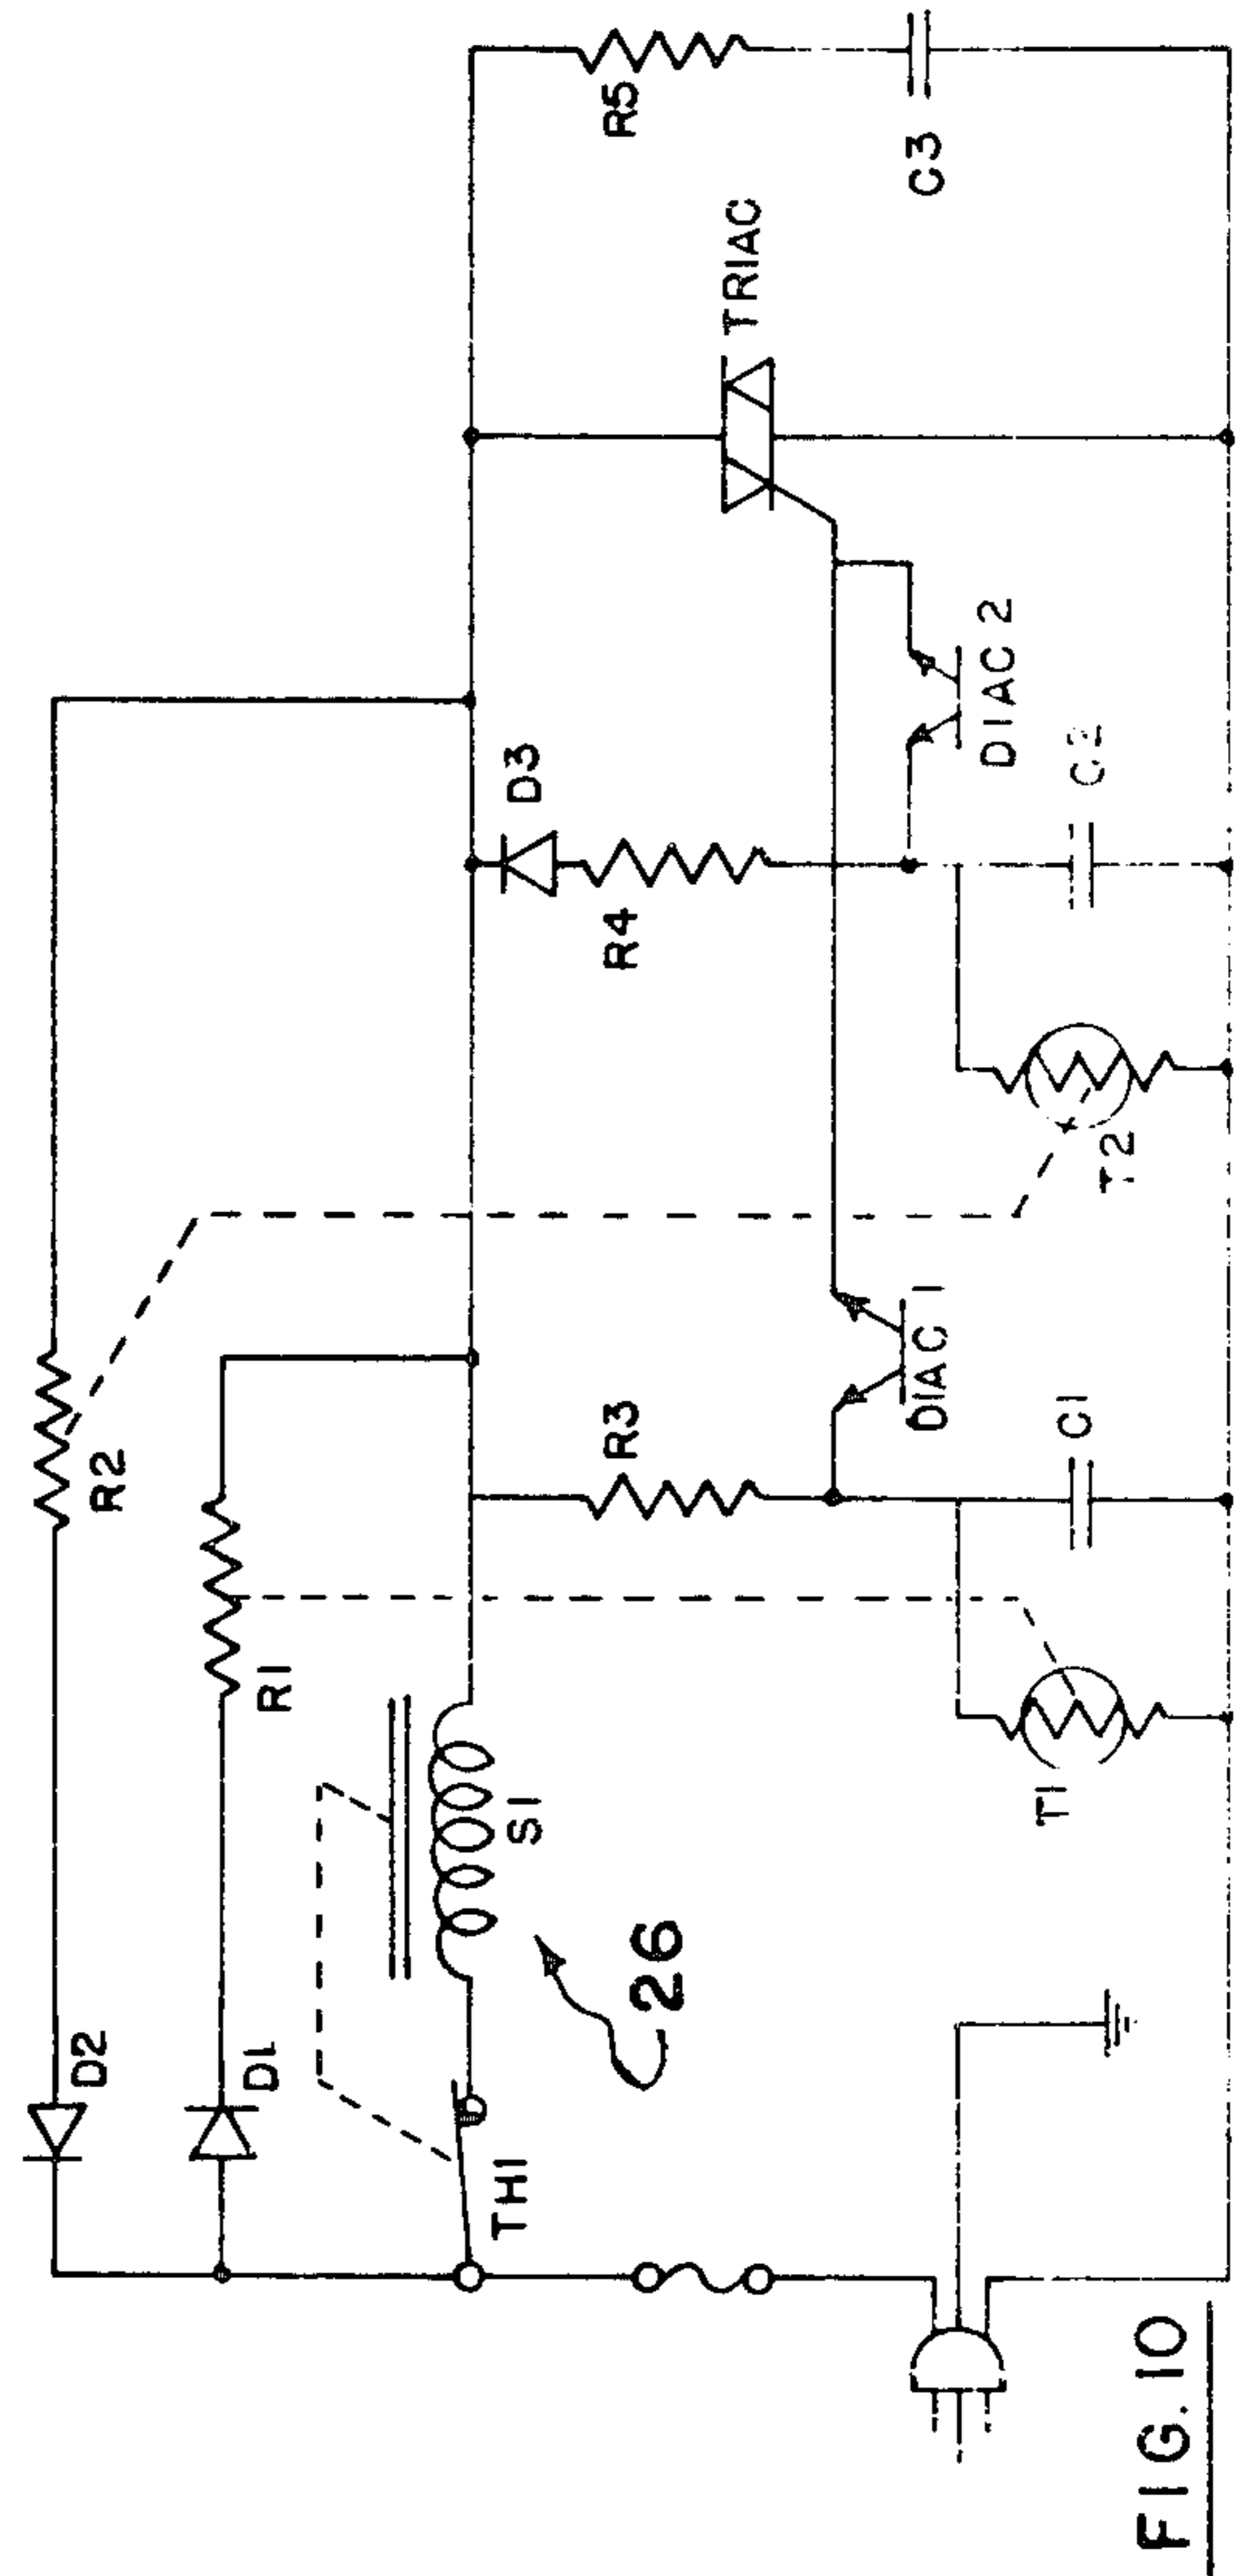 D2
R2
D1
R1
TH1
S1
26
R3
D3
R4
R5
TRIAC
C3
DIAC 1
DIAC 2
T1
C1
T2
C2
FIG. 10